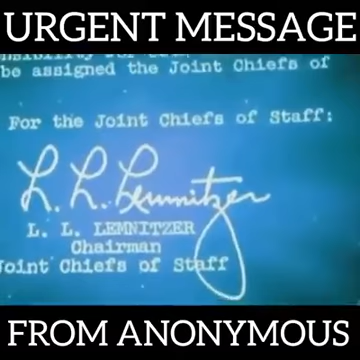 URGENT MESSAGE
be assigned the Joint Chiefs of
For the Joint Chiefs of Staff:
L. L. Lemnitzer
L. L. LEMNITZER
Chairman
Joint Chiefs of Staff
FROM ANONYMOUS